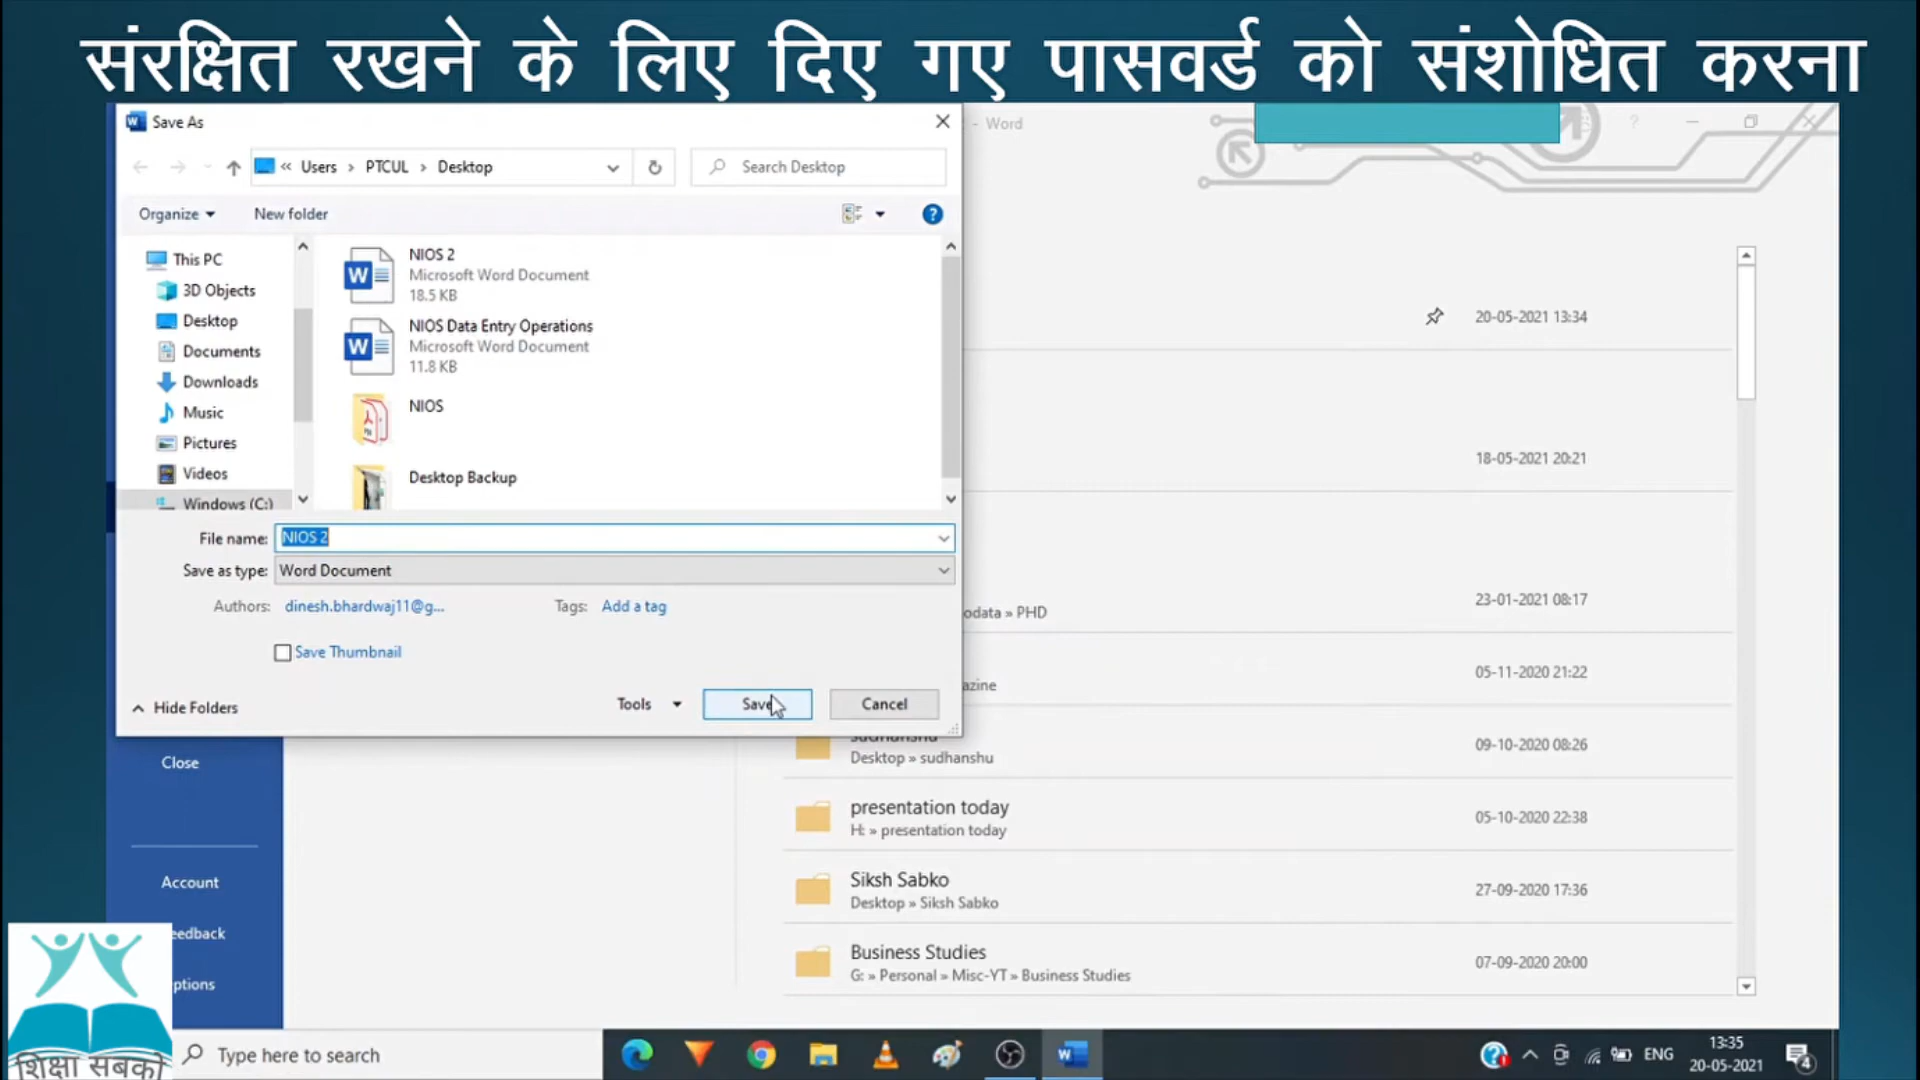 संरक्षित रखने के लिए दिए गए पासवर्ड को संशोधित करना
Save As
- Word
« Users › PTCUL › Desktop
Search Desktop
Organize
New folder
This PC
3D Objects
Desktop
Documents
Downloads
Music
Pictures
Videos
Windows (C:)
NIOS 2
Microsoft Word Document
18.5 KB
NIOS Data Entry Operations
Microsoft Word Document
11.8 KB
NIOS
Desktop Backup
File name: NIOS 2
Save as type: Word Document
Authors: dinesh.bhardwaj11@g...
Tags: Add a tag
Save Thumbnail
Hide Folders
Tools
Save
Cancel
20-05-2021 13:34
18-05-2021 20:21
odata » PHD
23-01-2021 08:17
azine
05-11-2020 21:22
sudhanshu
Desktop » sudhanshu
09-10-2020 08:26
presentation today
H: » presentation today
05-10-2020 22:38
Siksh Sabko
Desktop » Siksh Sabko
27-09-2020 17:36
Business Studies
G: » Personal » Misc-YT » Business Studies
07-09-2020 20:00
Close
Account
eedback
ptions
शिक्षा सबको
Type here to search
ENG
13:35
20-05-2021
4